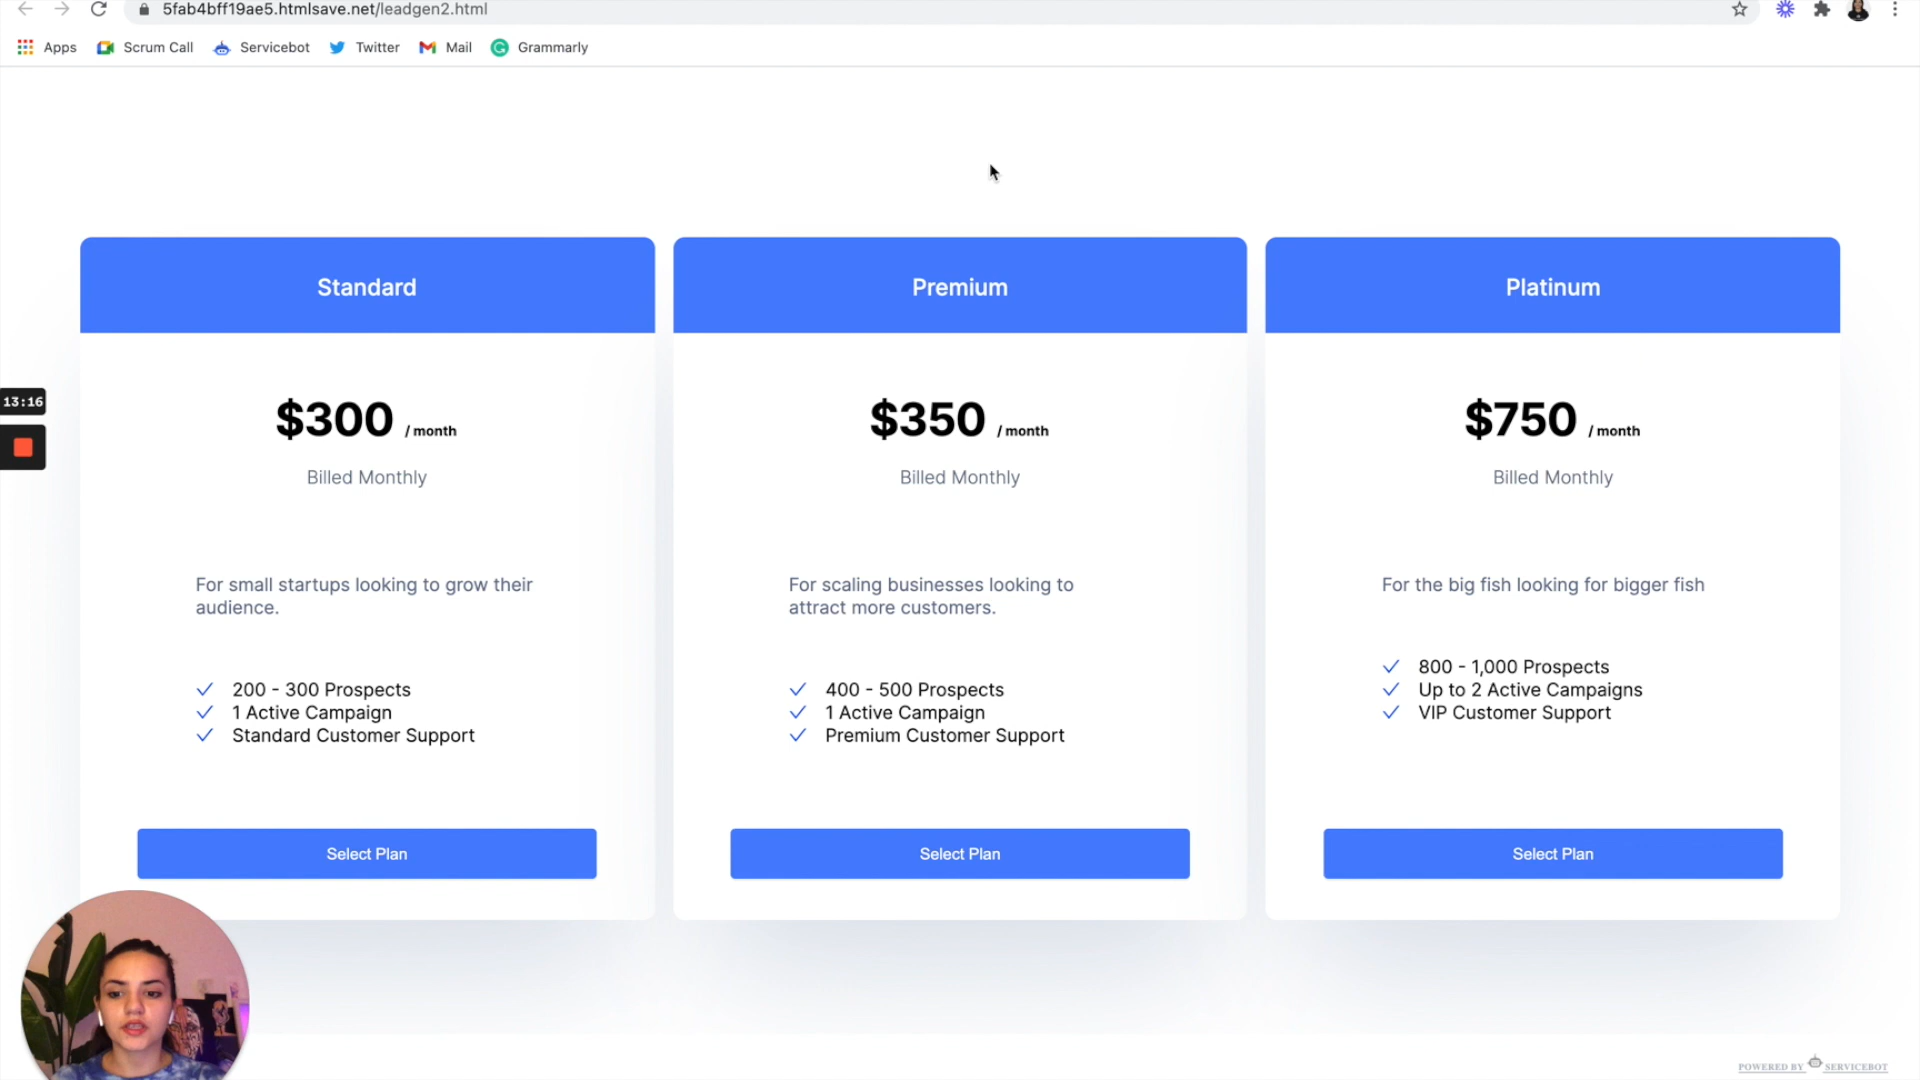 5fab4bff19ae5.htmlsave.net/leadgen2.html
Apps Scrum Call Servicebot Twitter Mail Grammarly
Standard
$300 / month
Billed Monthly
For small startups looking to grow their
audience.
200 - 300 Prospects
1 Active Campaign
Standard Customer Support
Select Plan
Premium
$350 / month
Billed Monthly
For scaling businesses looking to
attract more customers.
400 - 500 Prospects
1 Active Campaign
Premium Customer Support
Select Plan
Platinum
$750 / month
Billed Monthly
For the big fish looking for bigger fish
800 - 1,000 Prospects
Up to 2 Active Campaigns
VIP Customer Support
Select Plan
13:16
POWERED BY SERVICEBOT